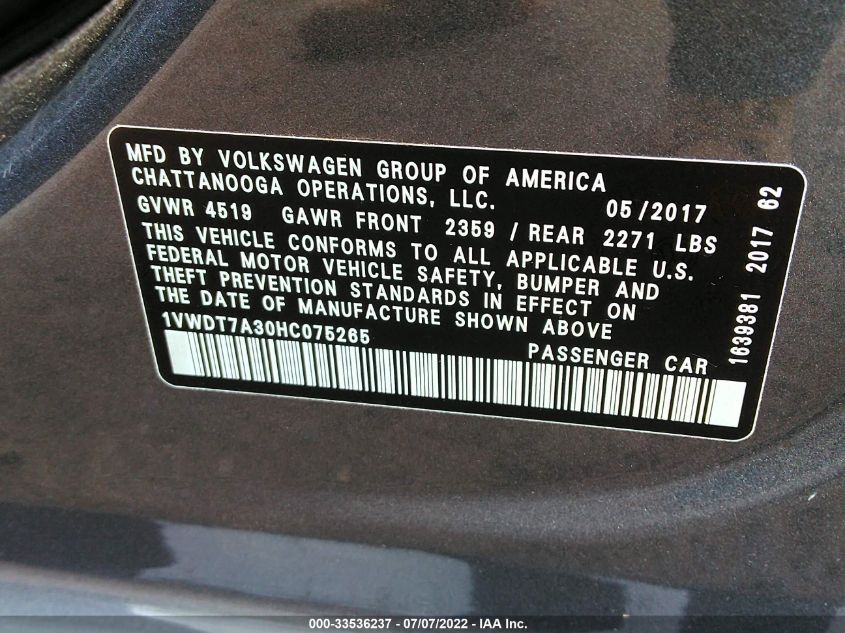 MFD BY VOLKSWAGEN GROUP OF AMERICA
CHATTANOOGA OPERATIONS, LLC. 05/2017
GVWR 4519 GAWR FRONT 2359 / REAR 2271 LBS
THIS VEHICLE CONFORMS TO ALL APPLICABLE U.S.
FEDERAL MOTOR VEHICLE SAFETY, BUMPER AND
THEFT PREVENTION STANDARDS IN EFFECT ON
THE DATE OF MANUFACTURE SHOWN ABOVE
1VWDT7A30HC075265 PASSENGER CAR
1639381 2017 62
000-33536237 - 07/07/2022 - IAA Inc.